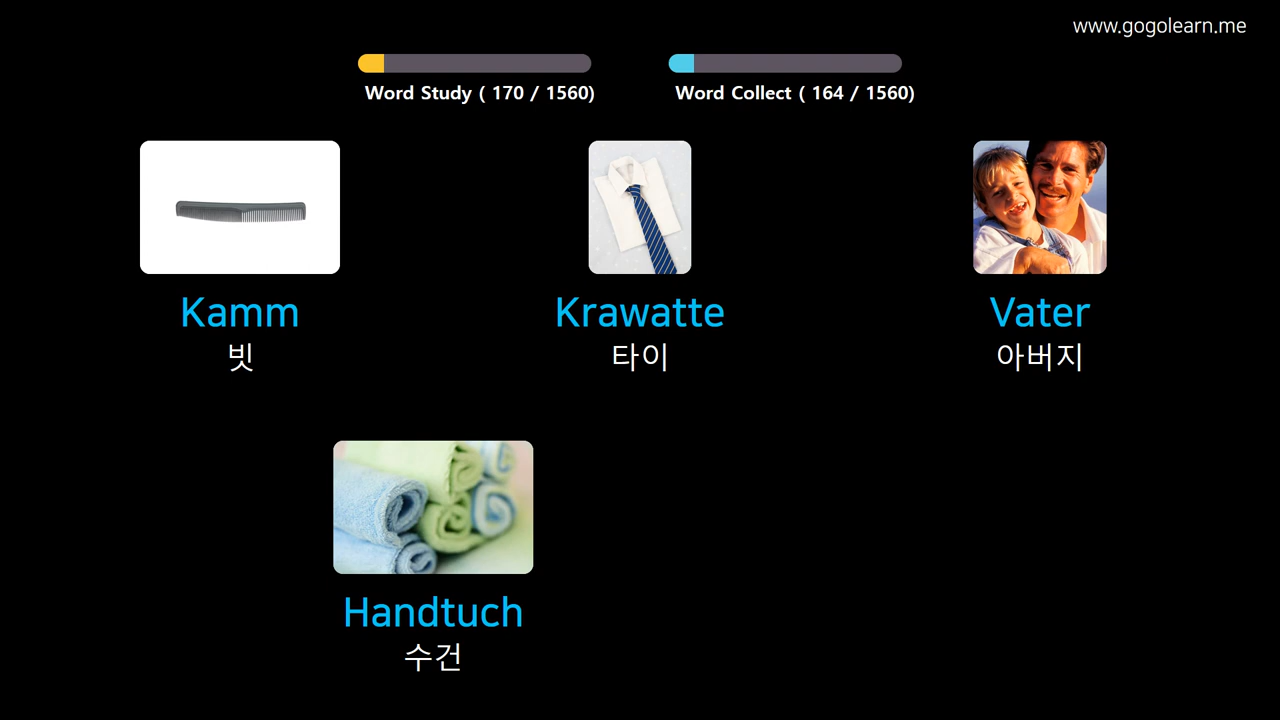 www.gogolearn.me
Word Study ( 170 / 1560)
Word Collect ( 164 / 1560)
Kamm
빗
Krawatte
타이
Vater
아버지
Handtuch
수건